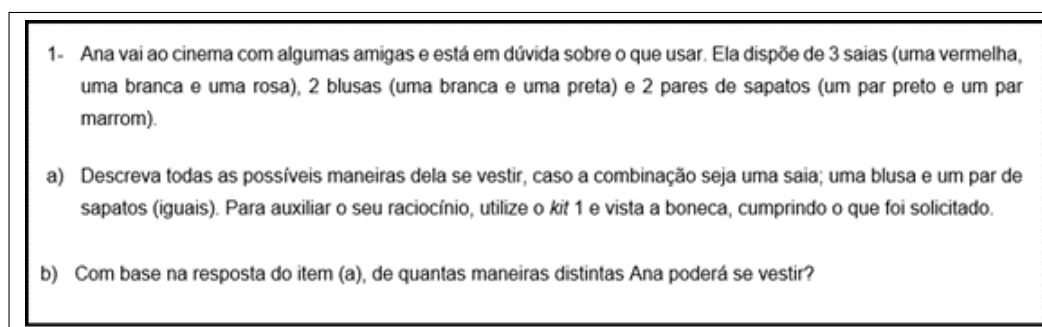 1- Ana vai ao cinema com algumas amigas e está em dúvida sobre o que usar. Ela dispõe de 3 saias (uma vermelha,
uma branca e uma rosa), 2 blusas (uma branca e uma preta) e 2 pares de sapatos (um par preto e um par
marrom).
a) Descreva todas as possíveis maneiras dela se vestir, caso a combinação seja uma saia; uma blusa e um par de
sapatos (iguais). Para auxiliar o seu raciocínio, utilize o kit 1 e vista a boneca, cumprindo o que foi solicitado.
b) Com base na resposta do item (a), de quantas maneiras distintas Ana poderá se vestir?